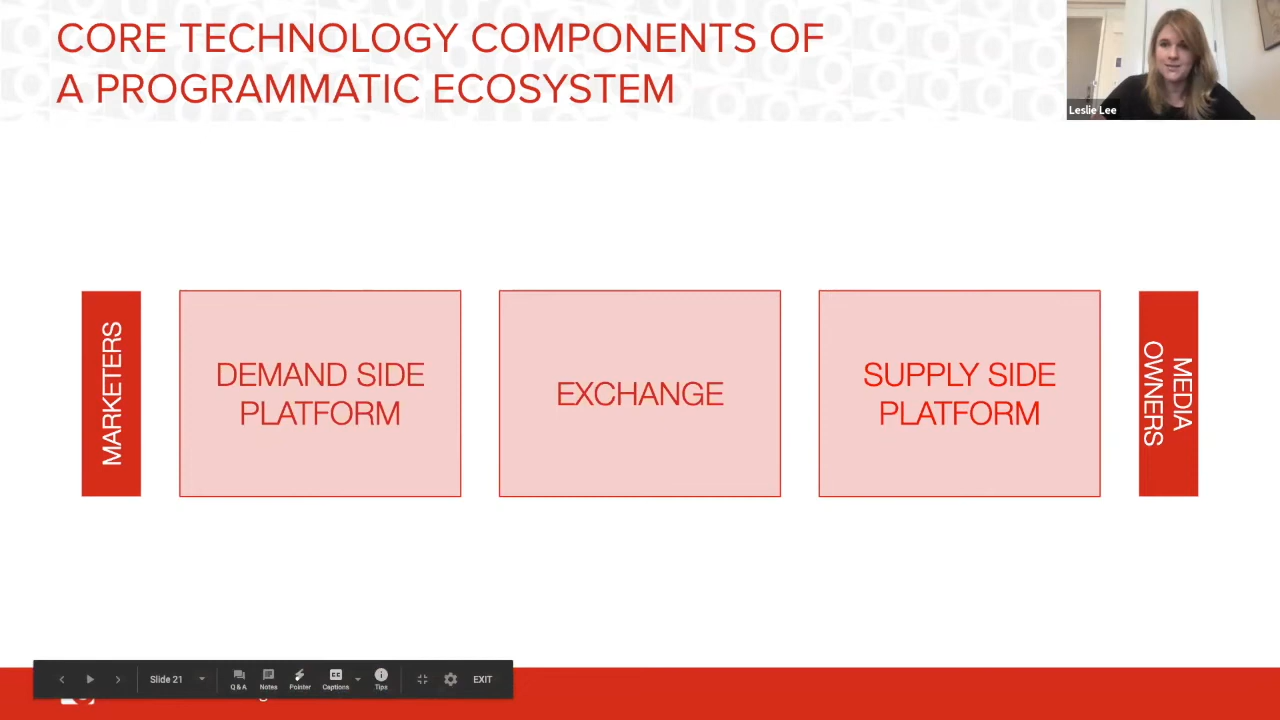 CORE TECHNOLOGY COMPONENTS OF
A PROGRAMMATIC ECOSYSTEM
Leslie Lee
MARKETERS
DEMAND SIDE
PLATFORM
EXCHANGE
SUPPLY SIDE
PLATFORM
MEDIA
OWNERS
Slide 21
Q&A
Notes
Pointer
Captions
Tips
EXIT